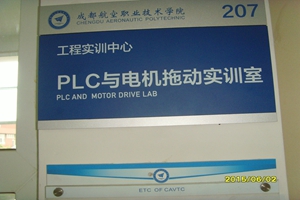 成都航空职业技术学院
CHENGDU AERONAUTIC POLYTECHNIC
207
工程实训中心
PLC与电机拖动实训室
PLC AND MOTOR DRIVE LAB
ETC OF CAVTC
2015/06/02